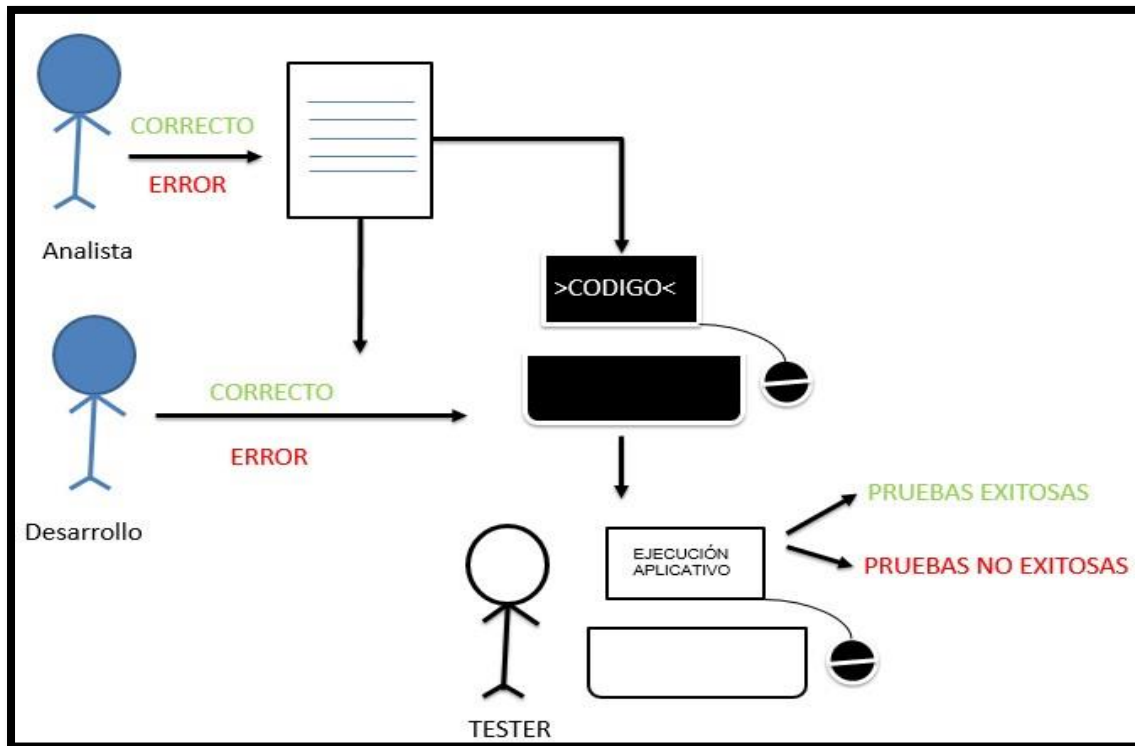 CORRECTO
ERROR
Analista
>CODIGO<
CORRECTO
ERROR
Desarrollo
PRUEBAS EXITOSAS
EJECUCIÓN
APLICATIVO
PRUEBAS NO EXITOSAS
TESTER